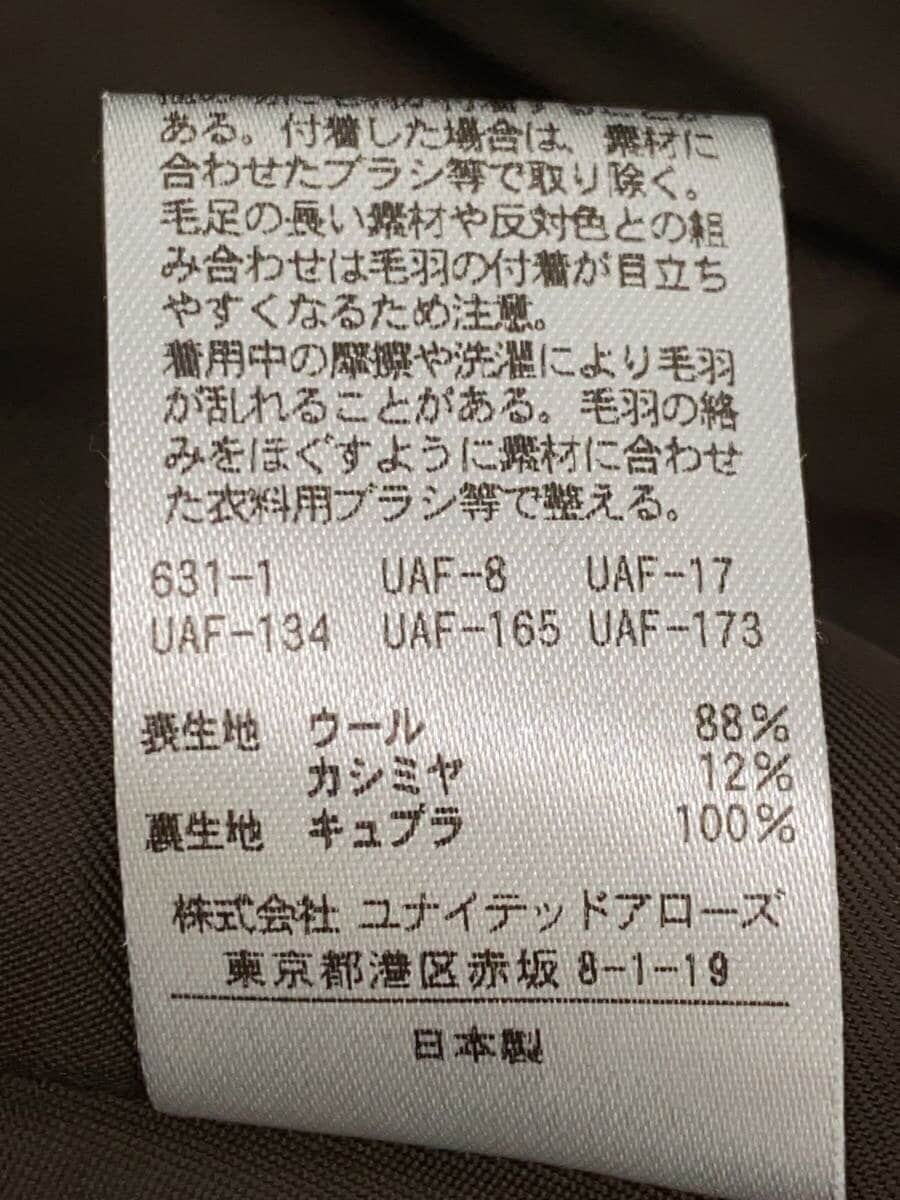 ある。付着した場合は、素材に
合わせたブラシ等で取り除く。
毛足の長い素材や反対色との組
み合わせは毛羽の付着が目立ち
やすくなるため注意。
着用中の摩擦や洗濯により毛羽
が乱れることがある。毛羽の絡
みをほぐすように素材に合わせ
た衣料用ブラシ等で整える。
631-1 UAF-8 UAF-17
UAF-134 UAF-165 UAF-173
表生地 ウール 88%
カシミヤ 12%
裏生地 キュプラ 100%
株式会社 ユナイテッドアローズ
東京都港区赤坂 8-1-19
日本製